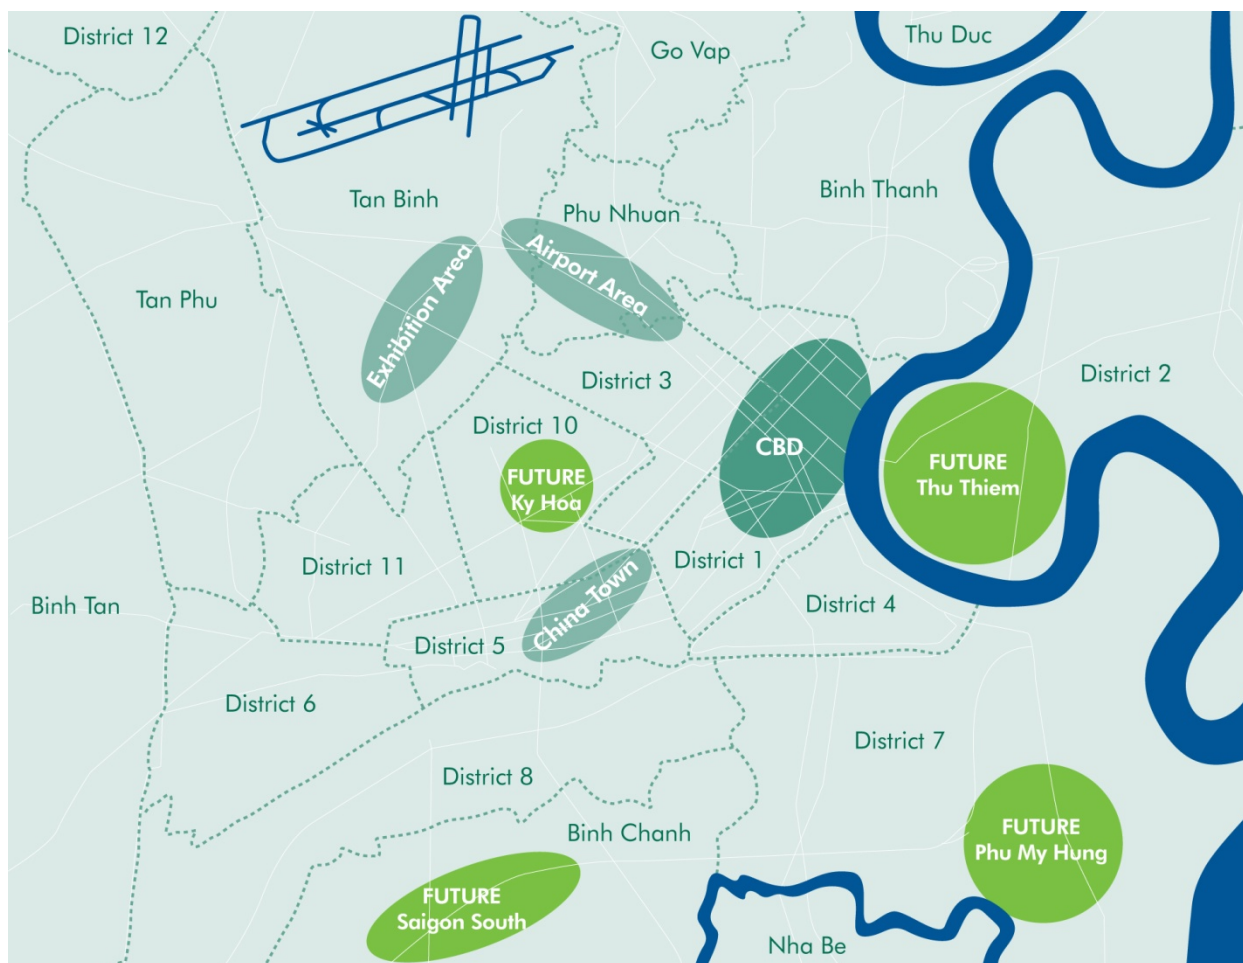 District 12
Go Vap
Thu Duc
Tan Binh
Phu Nhuan
Binh Thanh
Airport Area
Exhibition Area
Tan Phu
District 3
District 2
District 10
CBD
FUTURE
Ky Hoa
FUTURE
Thu Thiem
District 11
District 1
China Town
Binh Tan
District 4
District 5
District 6
District 7
District 8
Binh Chanh
FUTURE
Phu My Hung
FUTURE
Saigon South
Nha Be